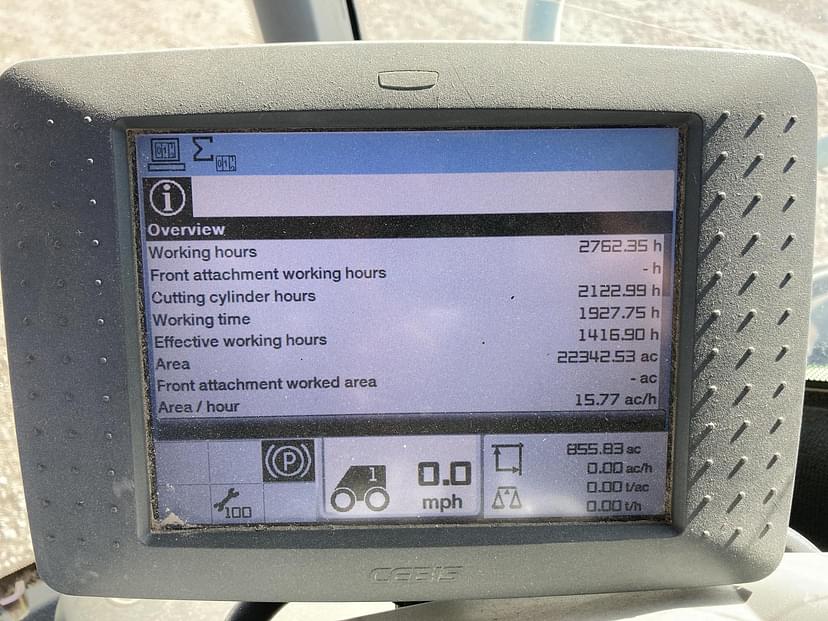 Overview
Working hours 2762.35 h
Front attachment working hours - h
Cutting cylinder hours 2122.99 h
Working time 1927.75 h
Effective working hours 1416.90 h
Area 22342.53 ac
Front attachment worked area - ac
Area / hour 15.77 ac/h
P
1
0.0
mph
100
855.83 ac
0.00 ac/h
0.00 t/ac
0.00 t/h
CEBIS